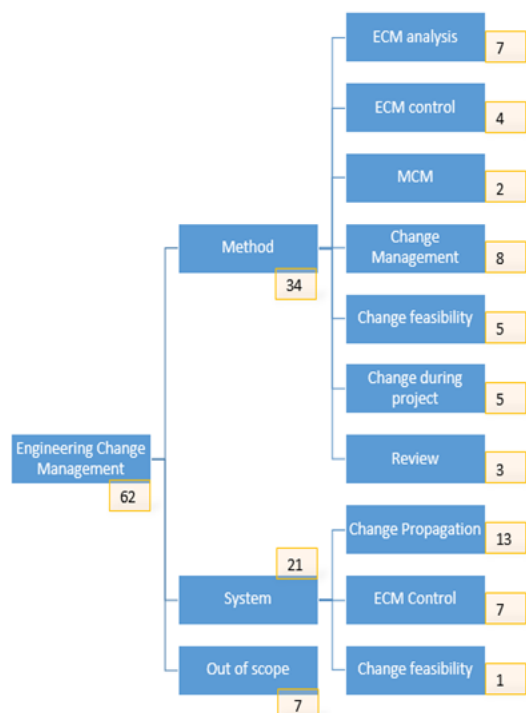 ECM analysis
7
ECM control
4
MCM
2
Method
34
Change
Management
8
Change feasibility
5
Change during
project
5
Engineering Change
Management
62
Review
3
Change Propagation
13
21
System
ECM Control
7
Out of scope
7
Change feasibility
1